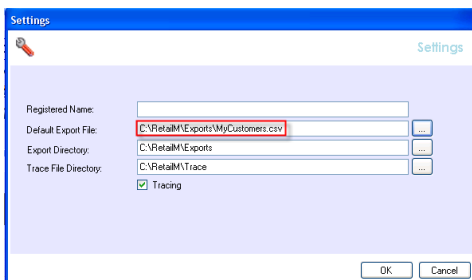 Settings
Settings
Registered Name:
Default Export File: C:\RetailM\Exports\MyCustomers.csv ...
Export Directory: C:\RetailM\Exports ...
Trace File Directory: C:\RetailM\Trace ...
Tracing
OK Cancel